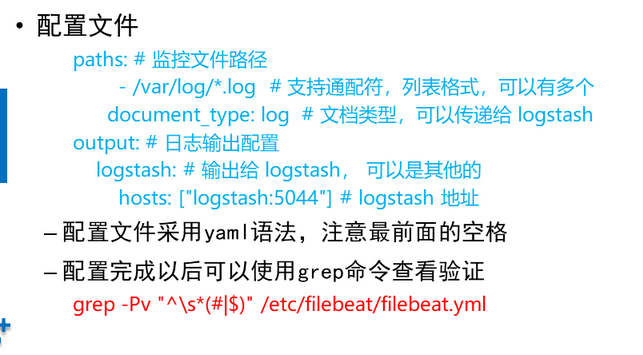 • 配置文件
paths: # 监控文件路径
- /var/log/*.log # 支持通配符，列表格式，可以有多个
document_type: log # 文档类型，可以传递给 logstash
output: # 日志输出配置
logstash: # 输出给 logstash， 可以是其他的
hosts: ["logstash:5044"] # logstash 地址
– 配置文件采用yaml语法，注意最前面的空格
– 配置完成以后可以使用grep命令查看验证
grep -Pv "^\s*(#|$)" /etc/filebeat/filebeat.yml